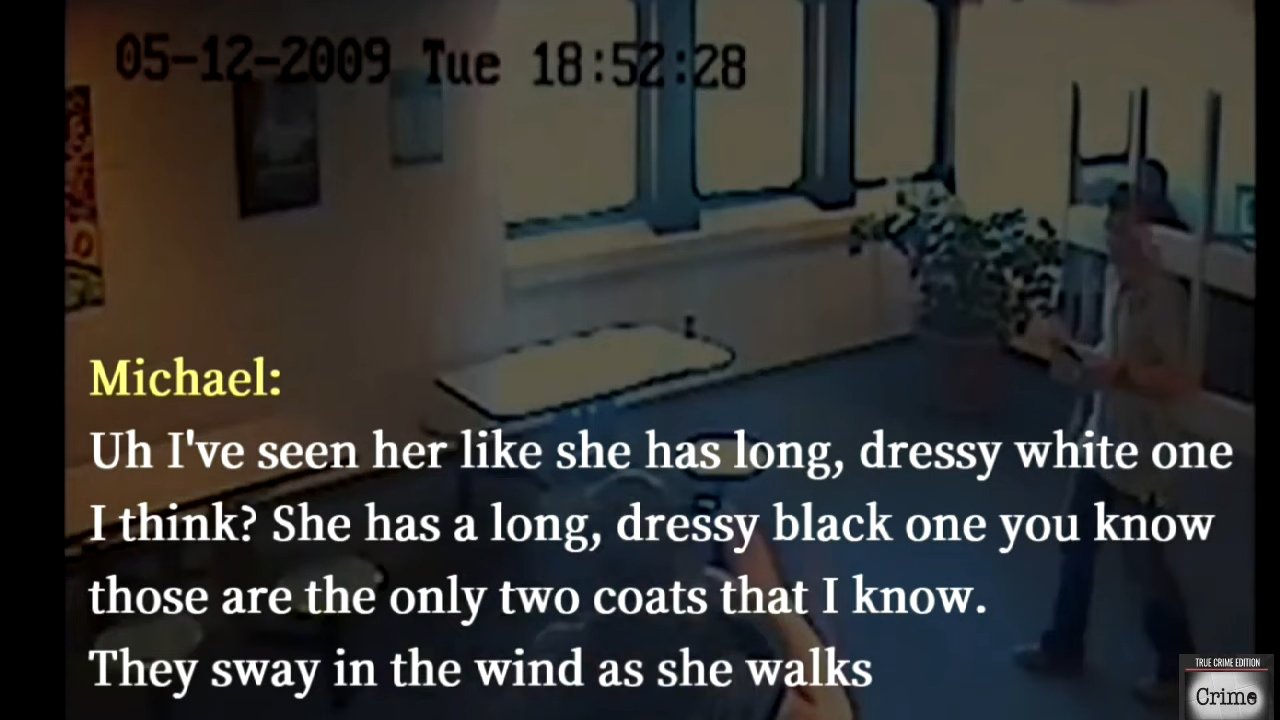 05-12-2009 Tue 18:52:28
Michael:
Uh I've seen her like she has long, dressy white one
I think? She has a long, dressy black one you know
those are the only two coats that I know.
They sway in the wind as she walks
TRUE CRIME EDITION
Crime